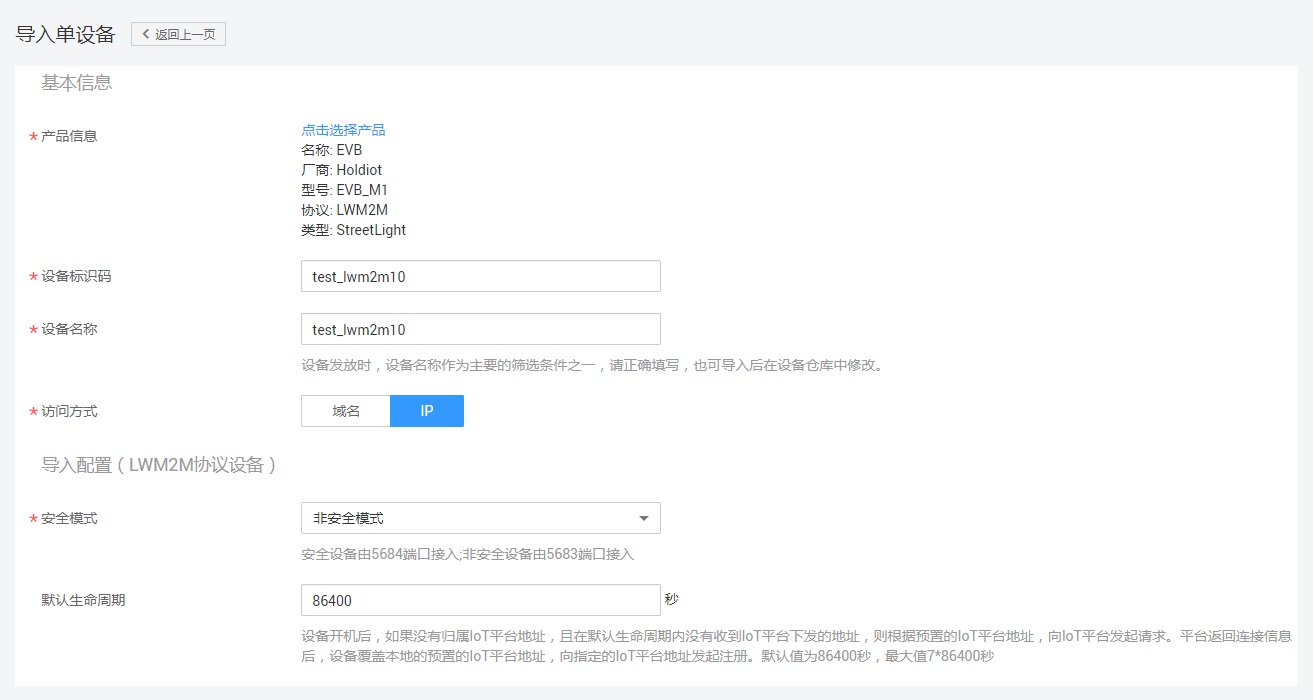 导入单设备
返回上一页
基本信息
* 产品信息
点击选择产品
名称: EVB
厂商: Holdiot
型号: EVB_M1
协议: LWM2M
类型: StreetLight
* 设备标识码
test_lwm2m10
* 设备名称
test_lwm2m10
设备发放时，设备名称作为主要的筛选条件之一，请正确填写，也可导入后在设备仓库中修改。
* 访问方式
域名 IP
导入配置（LWM2M协议设备）
* 安全模式
非安全模式
安全设备由5684端口接入;非安全设备由5683端口接入
默认生命周期
86400 秒
设备开机后，如果没有归属IoT平台地址，且在默认生命周期内没有收到IoT平台下发的地址，则根据预置的IoT平台地址，向IoT平台发起请求。平台返回连接信息
后，设备覆盖本地的预置的IoT平台地址，向指定的IoT平台地址发起注册。默认值为86400秒，最大值7*86400秒